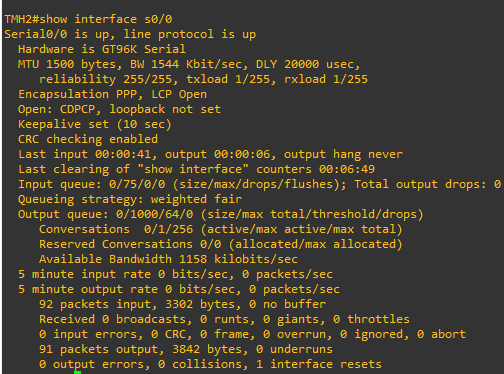 TMH2#show interface s0/0
Serial0/0 is up, line protocol is up
Hardware is GT96K Serial
MTU 1500 bytes, BW 1544 Kbit/sec, DLY 20000 usec,
reliability 255/255, txload 1/255, rxload 1/255
Encapsulation PPP, LCP Open
Open: CDPCP, loopback not set
Keepalive set (10 sec)
CRC checking enabled
Last input 00:00:41, output 00:00:06, output hang never
Last clearing of "show interface" counters 00:06:49
Input queue: 0/75/0/0 (size/max/drops/flushes); Total output drops: 0
Queueing strategy: weighted fair
Output queue: 0/1000/64/0 (size/max total/threshold/drops)
Conversations  0/1/256 (active/max active/max total)
Reserved Conversations 0/0 (allocated/max allocated)
Available Bandwidth 1158 kilobits/sec
5 minute input rate 0 bits/sec, 0 packets/sec
5 minute output rate 0 bits/sec, 0 packets/sec
92 packets input, 3302 bytes, 0 no buffer
Received 0 broadcasts, 0 runts, 0 giants, 0 throttles
0 input errors, 0 CRC, 0 frame, 0 overrun, 0 ignored, 0 abort
91 packets output, 3842 bytes, 0 underruns
0 output errors, 0 collisions, 1 interface resets